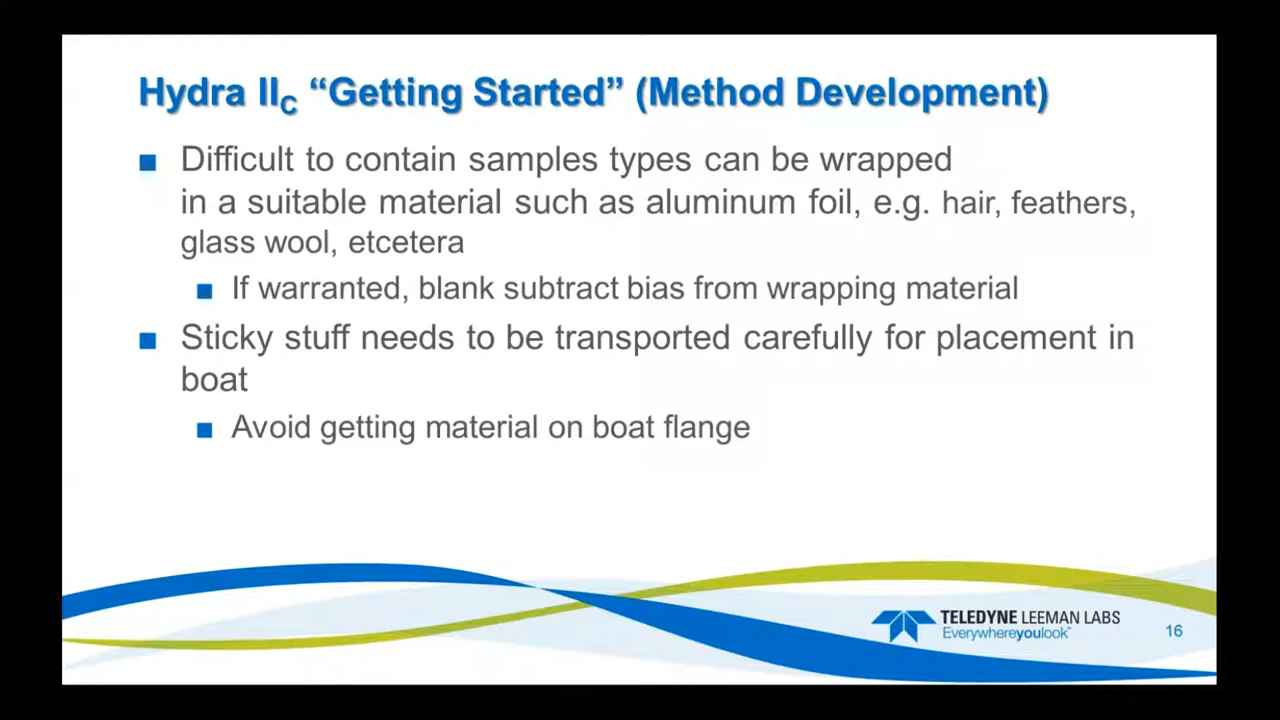 Hydra IIC “Getting Started” (Method Development)
Difficult to contain samples types can be wrapped
in a suitable material such as aluminum foil, e.g. hair, feathers,
glass wool, etcetera
If warranted, blank subtract bias from wrapping material
Sticky stuff needs to be transported carefully for placement in
boat
Avoid getting material on boat flange
TELEDYNE LEEMAN LABS
Everywhereyoulook™
16